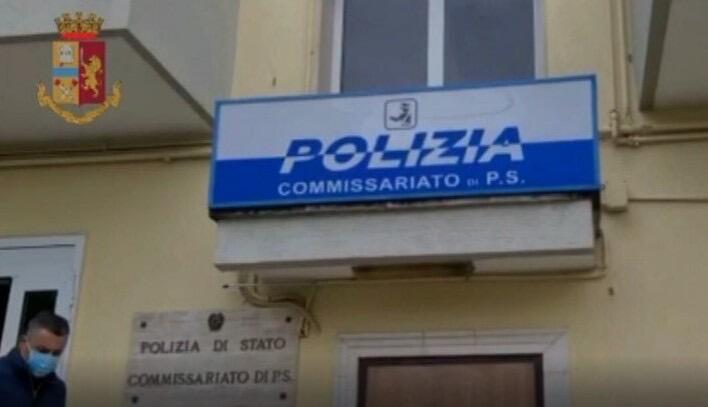 POLIZIA
COMMISSARIATO DI P.S.
POLIZIA DI STATO
COMMISSARIATO DI P.S.